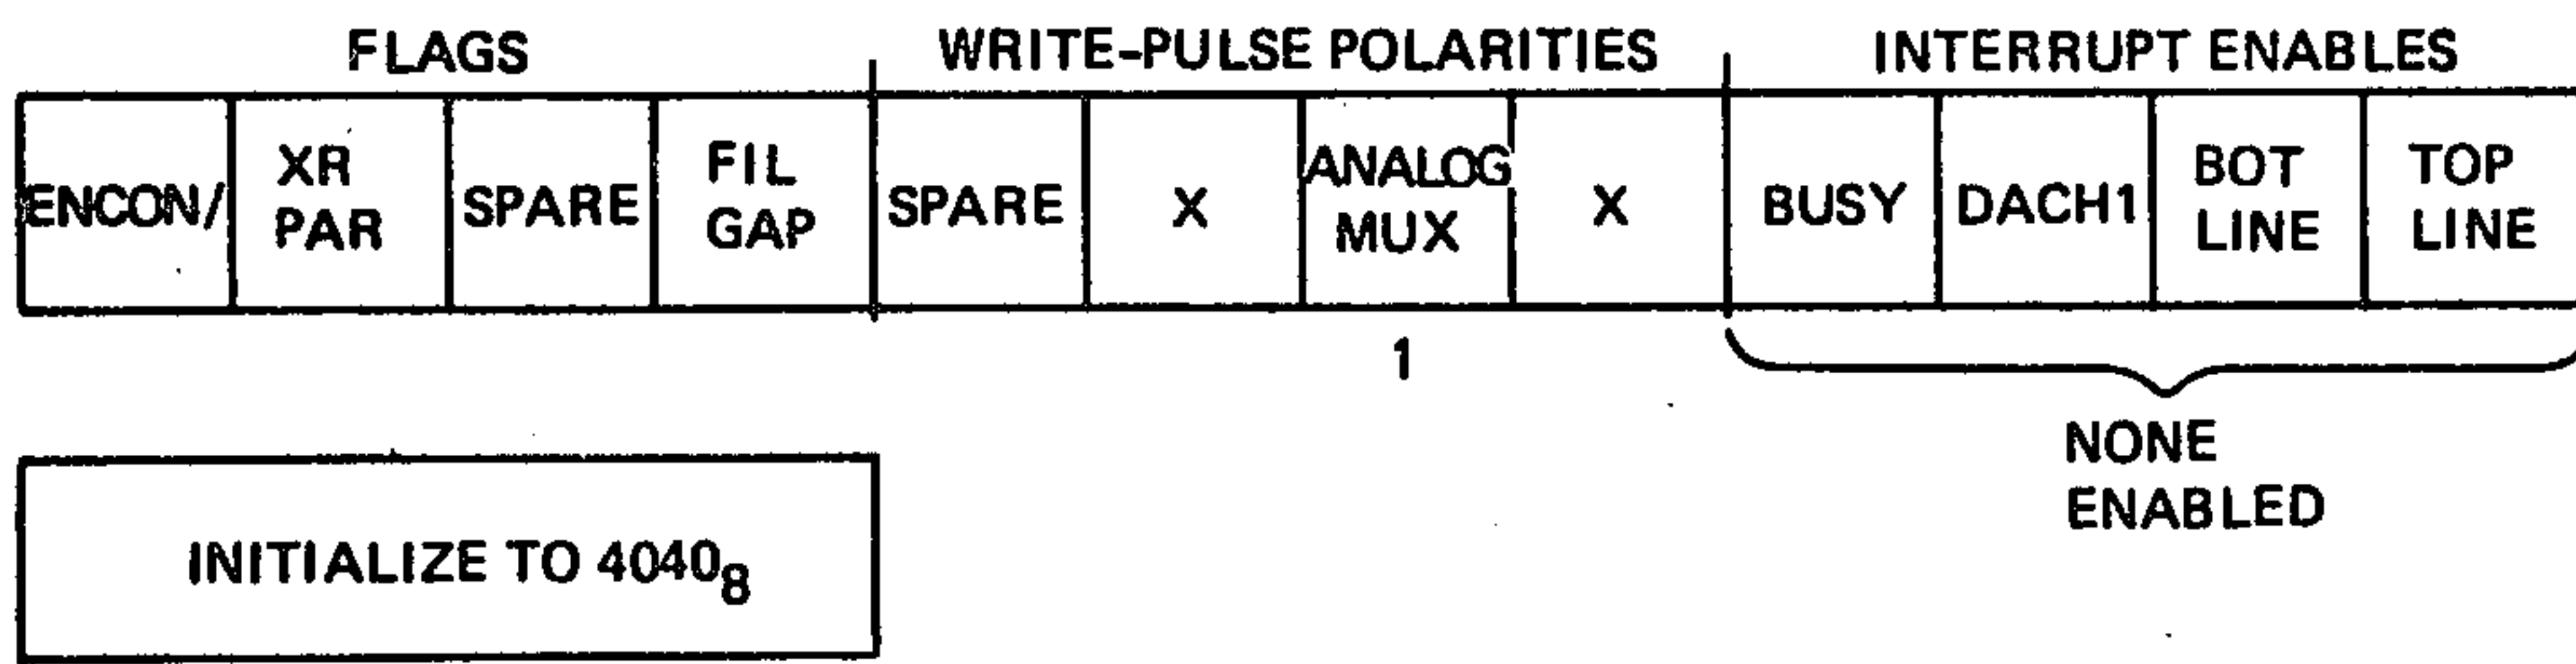 FLAGS WRITE-PULSE POLARITIES INTERRUPT ENABLES
ENCON/ XR PAR SPARE FIL GAP SPARE X ANALOG MUX X BUSY DACH1 BOT LINE TOP LINE
1
NONE
ENABLED
INITIALIZE TO 4040₈